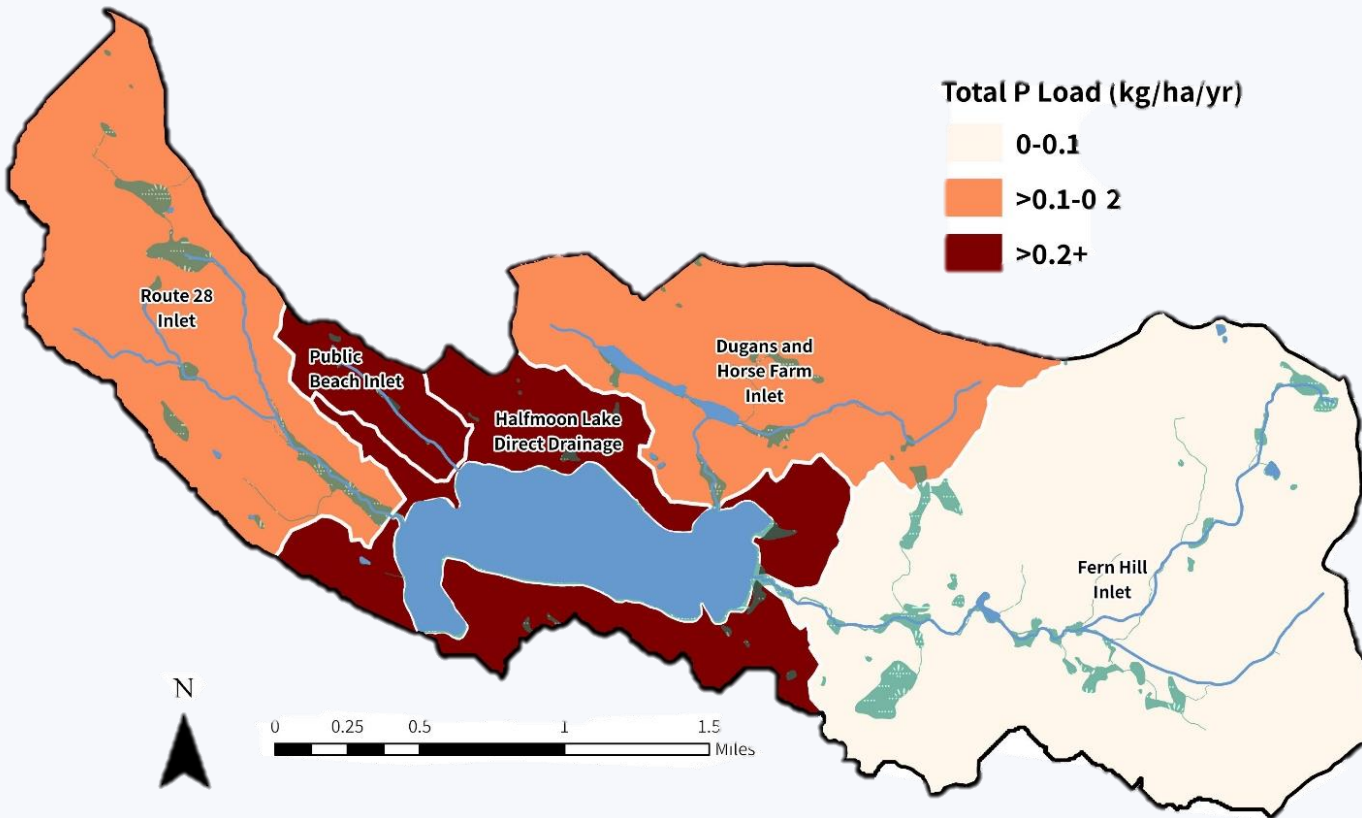 Total P Load (kg/ha/yr)
0-0.1
>0.1-0 2
>0.2+
Route 28
Inlet
Public
Beach Inlet
Halfmoon Lake
Direct Drainage
Dugans and
Horse Farm
Inlet
Fern Hill
Inlet
N
0 0.25 0.5 1 1.5
Miles